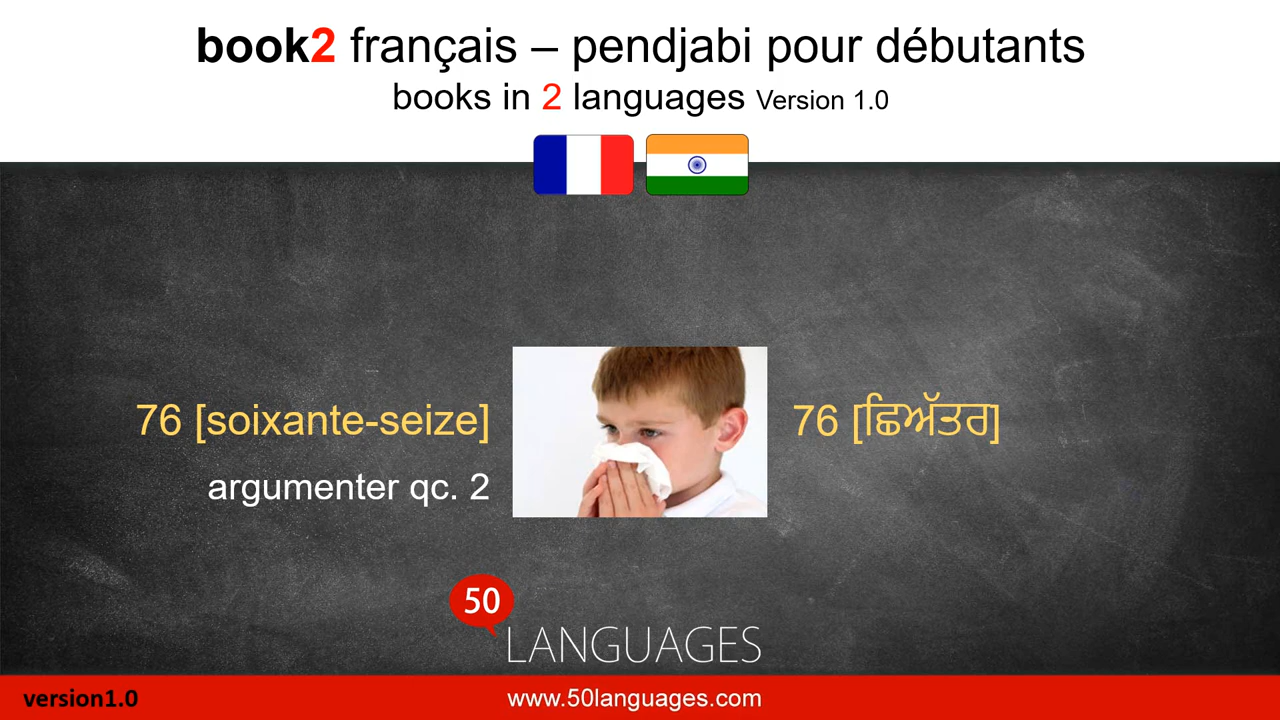 book2 français – pendjabi pour débutants
books in 2 languages Version 1.0
76 [soixante-seize]
argumenter qc. 2
76 [ਛਿਅੱਤਰ]
50
LANGUAGES
version1.0
www.50languages.com